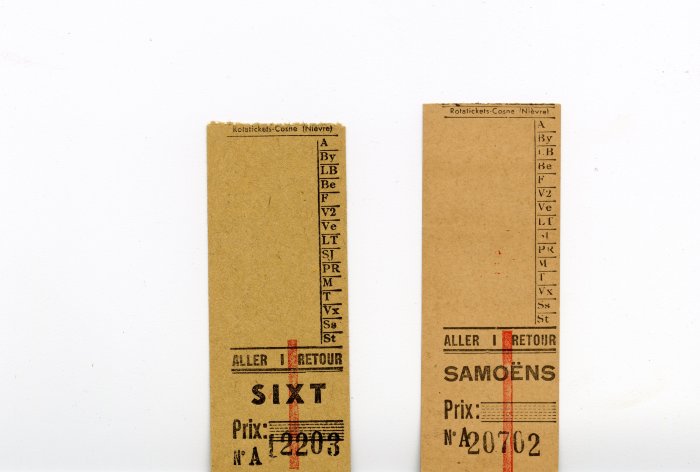 Rotatickets-Cosne (Nièvre)
A
By
LB
Be
F
V2
Ve
LT
SJ
PR
M
T
Vx
Ss
St
ALLER RETOUR
SIXT
Prix:
N° A 12203
Rotatickets-Cosne (Nièvre)
A
By
LB
Be
F
V2
Ve
LT
PR
M
T
Vx
Ss
St
ALLER RETOUR
SAMOËNS
Prix:
N° A 20702